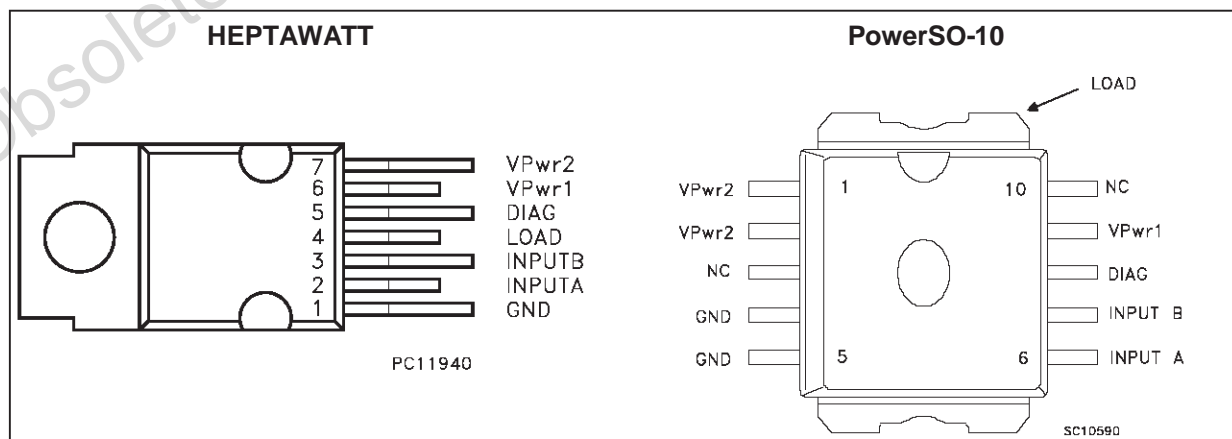 obsolete
HEPTAWATT
7 VPwr2
6 VPwr1
5 DIAG
4 LOAD
3 INPUTB
2 INPUTA
1 GND
PC11940
PowerSO-10
LOAD
VPwr2 1 10 NC
VPwr2 VPwr1
NC DIAG
GND INPUT B
GND 5 6 INPUT A
SC10590